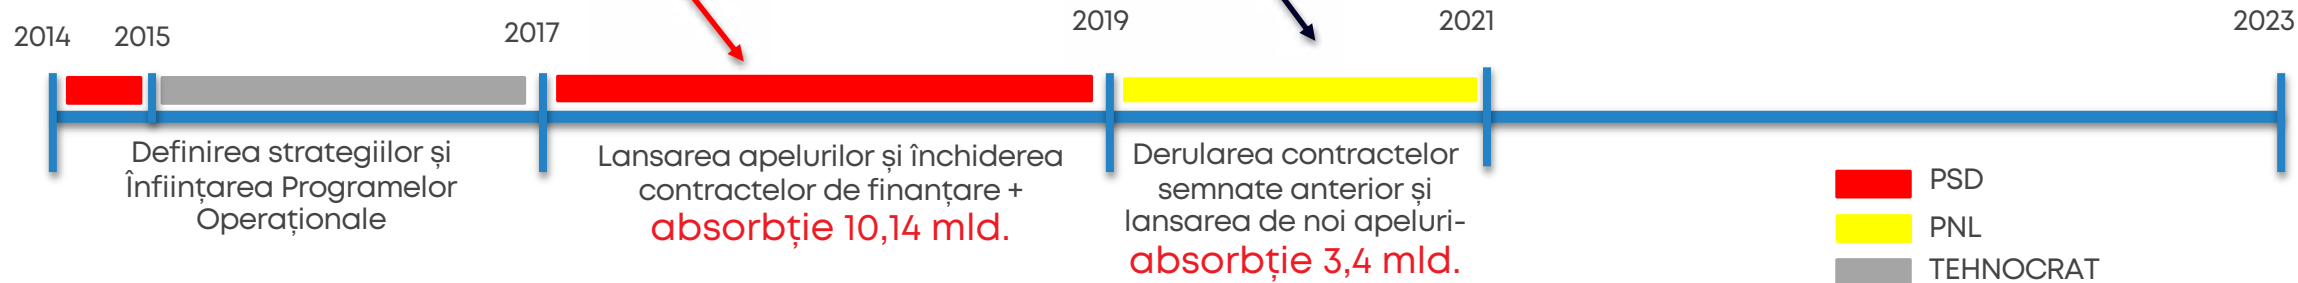 2014
2015
2017
2019
2021
2023
Definirea strategiilor și
Înființarea Programelor
Operaționale
Lansarea apelurilor și închiderea
contractelor de finanțare +
absorbție 10,14 mld.
Derularea contractelor
semnate anterior și
lansarea de noi apeluri-
absorbție 3,4 mld.
PSD
PNL
TEHNOCRAT